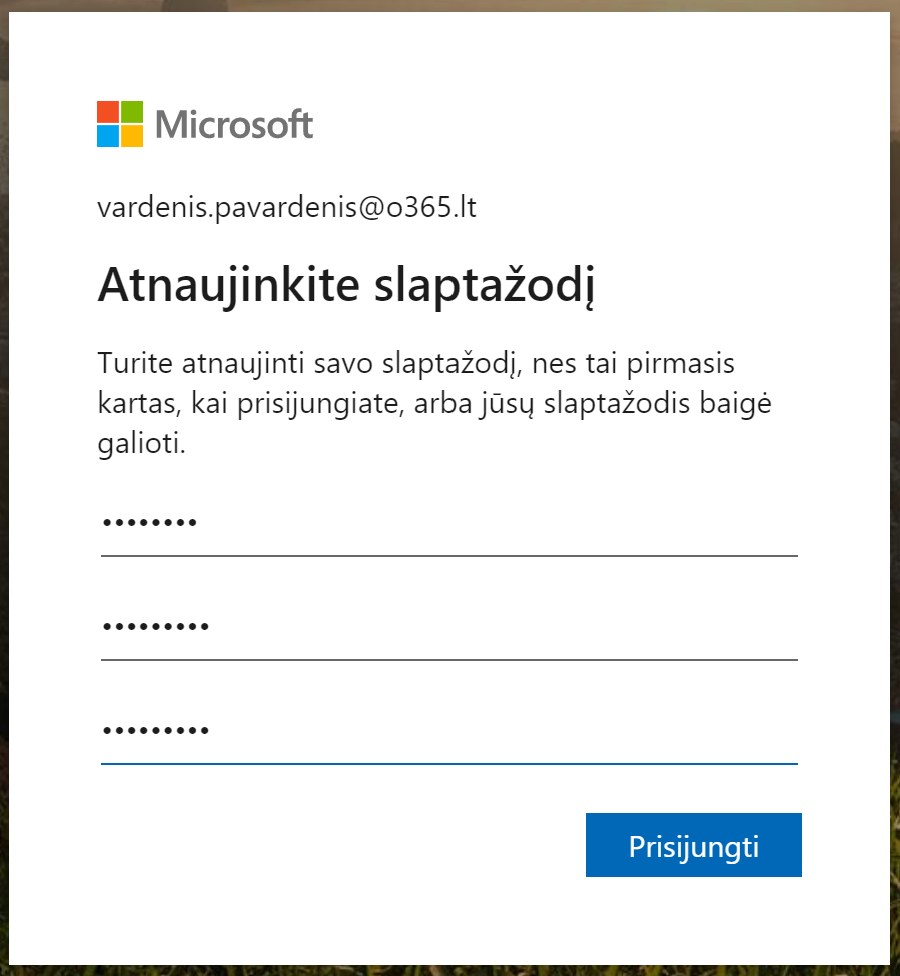 Microsoft
vardenis.pavardenis@o365.lt
Atnaujinkite slaptažodį
Turite atnaujinti savo slaptažodį, nes tai pirmasis
kartas, kai prisijungiate, arba jūsų slaptažodis baigė
galioti.
••••••••
•••••••••
•••••••••
Prisijungti